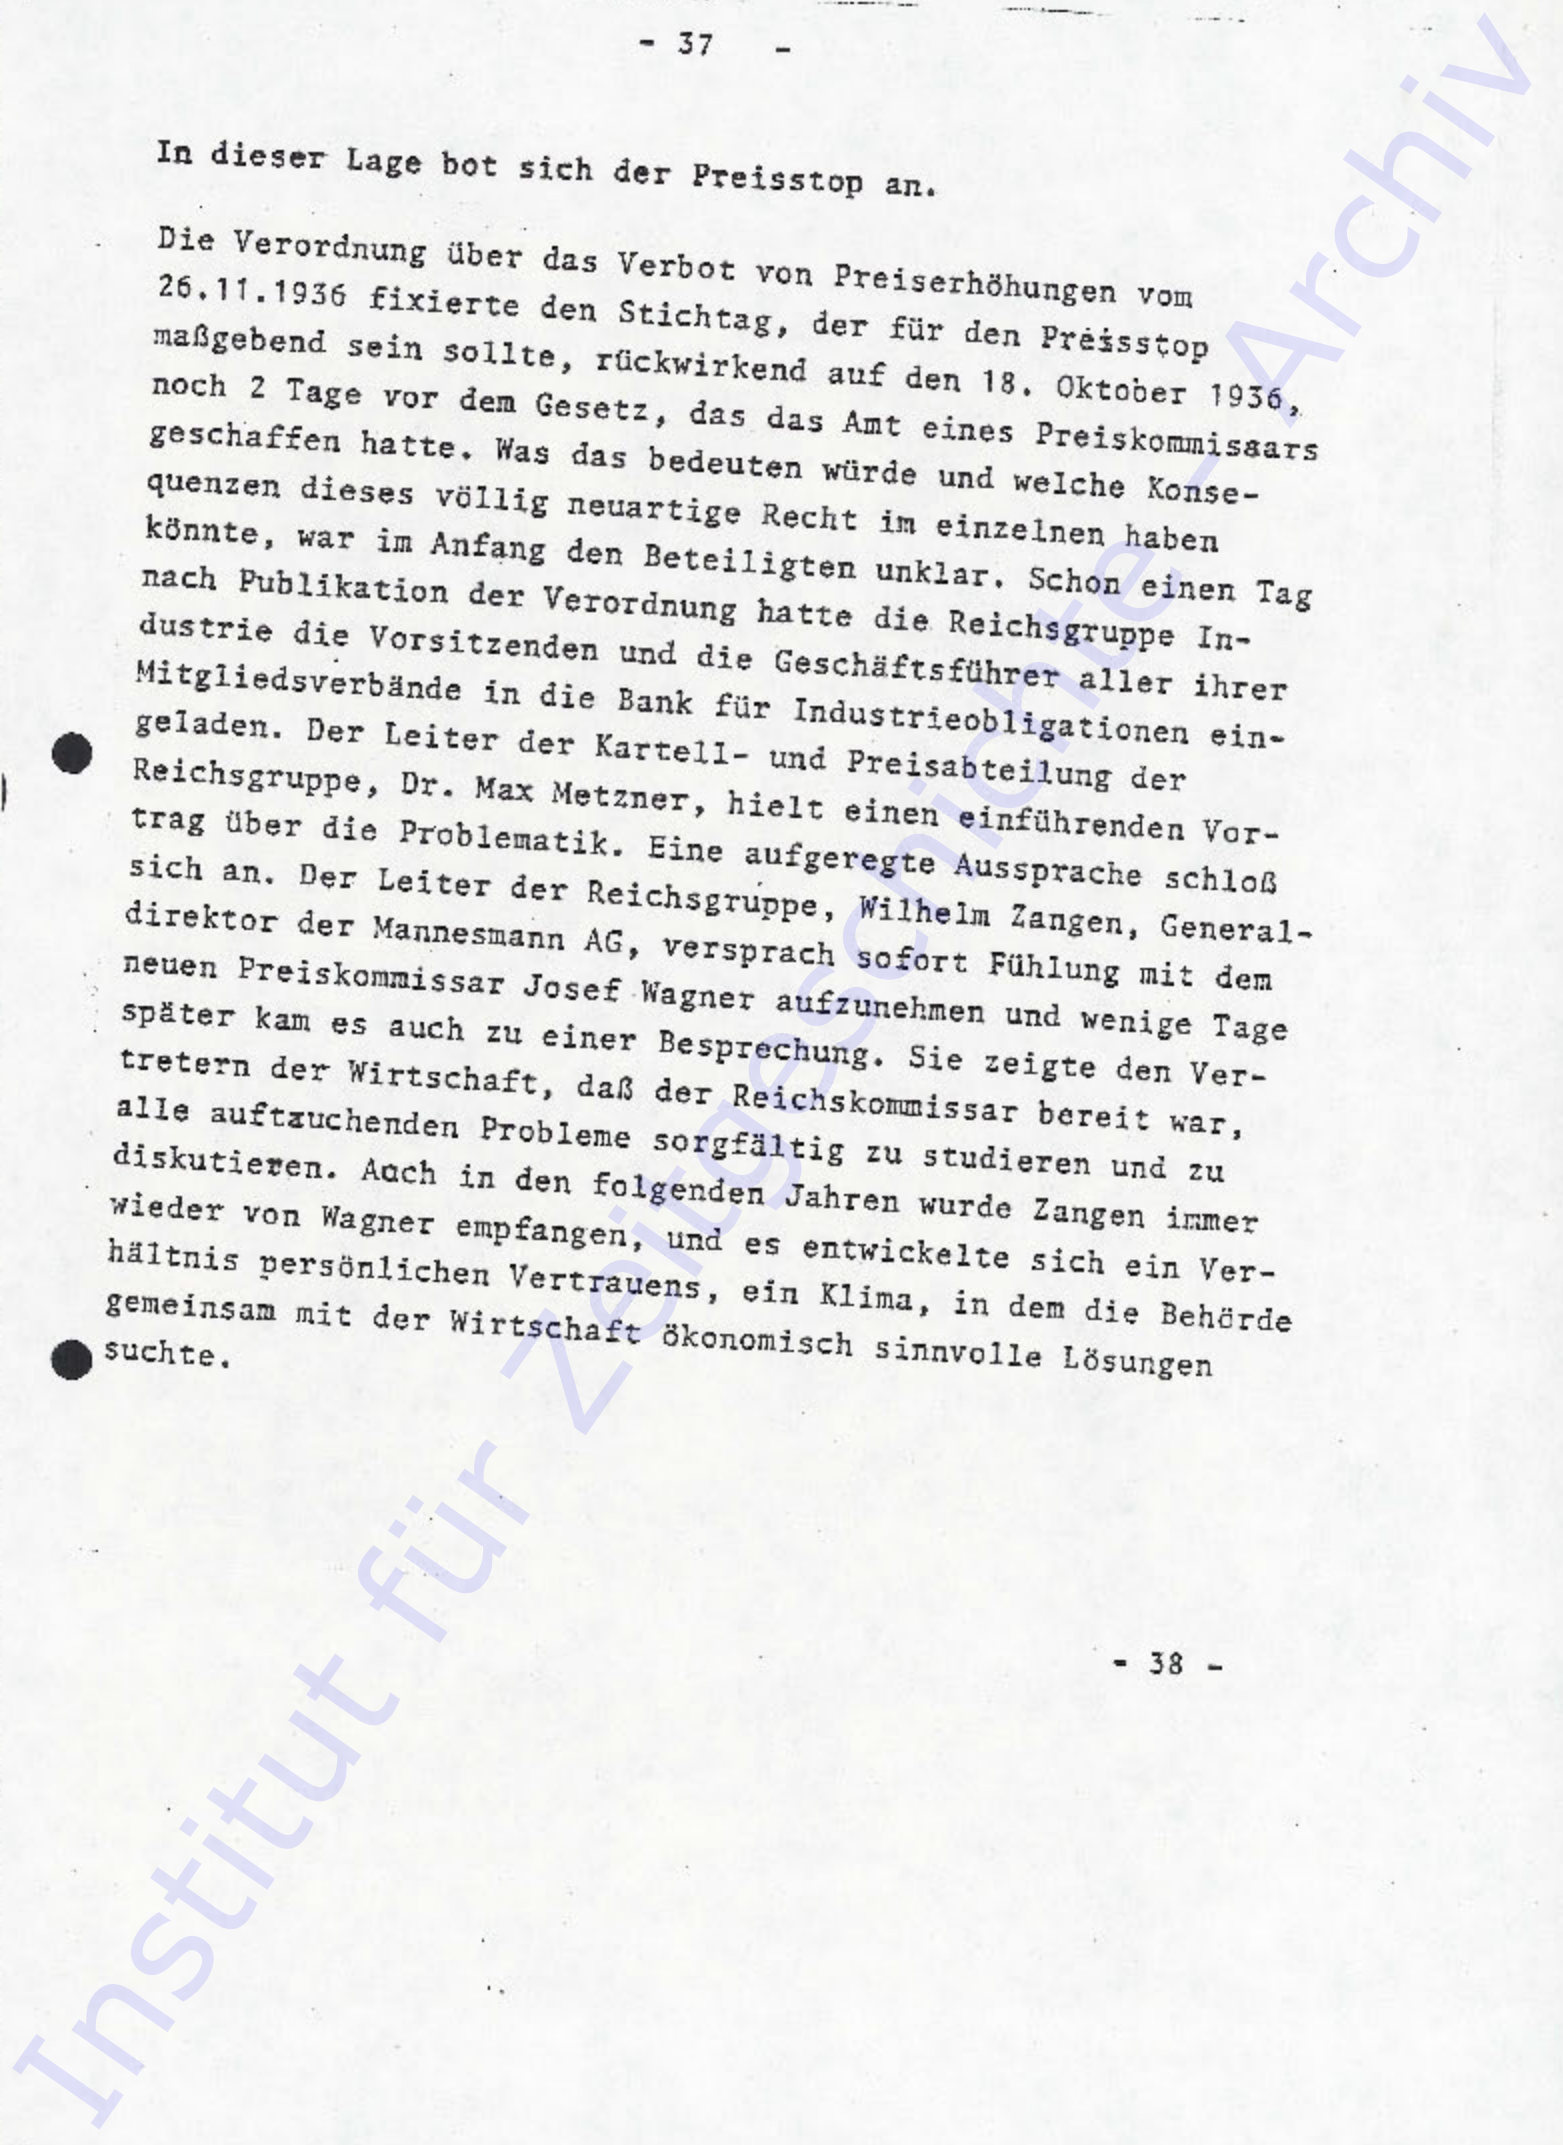 - 37 -
In dieser Lage bot sich der Preisstop an.
Die Verordnung über das Verbot von Preiserhöhungen vom
26.11.1936 fixierte den Stichtag, der für den Preisstop
maßgebend sein sollte, rückwirkend auf den 18. Oktober 1936,
noch 2 Tage vor dem Gesetz, das das Amt eines Preiskommissars
geschaffen hatte. Was das bedeuten würde und welche Konse-
quenzen dieses völlig neuartige Recht im einzelnen haben
könnte, war im Anfang den Beteiligten unklar. Schon einen Tag
nach Publikation der Verordnung hatte die Reichsgruppe In-
dustrie die Vorsitzenden und die Geschäftsführer aller ihrer
Mitgliedsverbände in die Bank für Industrieobligationen ein-
geladen. Der Leiter der Kartell- und Preisabteilung der
Reichsgruppe, Dr. Max Metzner, hielt einen einführenden Vor-
trag über die Problematik. Eine aufgeregte Aussprache schloß
sich an. Der Leiter der Reichsgruppe, Wilhelm Zangen, General-
direktor der Mannesmann AG, versprach sofort Fühlung mit dem
neuen Preiskommissar Josef Wagner aufzunehmen und wenige Tage
später kam es auch zu einer Besprechung. Sie zeigte den Ver-
tretern der Wirtschaft, daß der Reichskommissar bereit war,
alle auftauchenden Probleme sorgfältig zu studieren und zu
diskutieren. Auch in den folgenden Jahren wurde Zangen immer
wieder von Wagner empfangen, und es entwickelte sich ein Ver-
hältnis persönlichen Vertrauens, ein Klima, in dem die Behörde
gemeinsam mit der Wirtschaft ökonomisch sinnvolle Lösungen
suchte.
- 38 -
Institut für Zeitgeschichte - Archiv